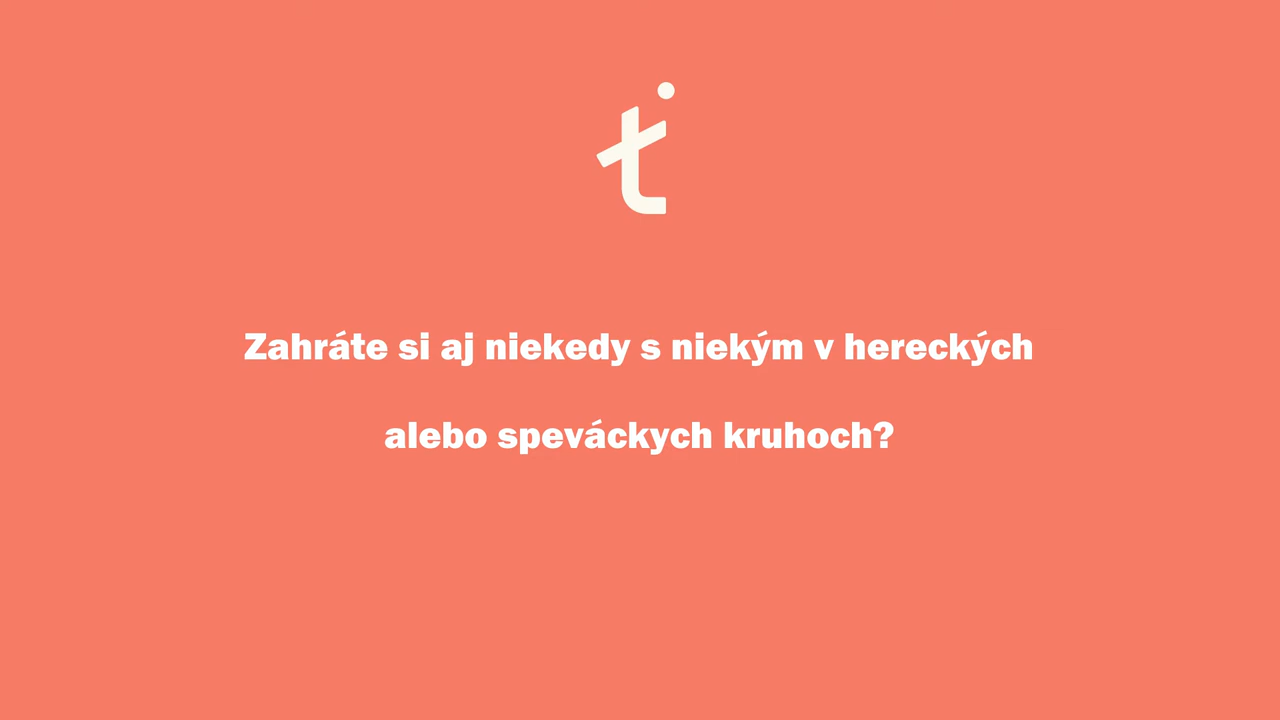 Zahráte si aj niekedy s niekým v hereckých
alebo speváckych kruhoch?